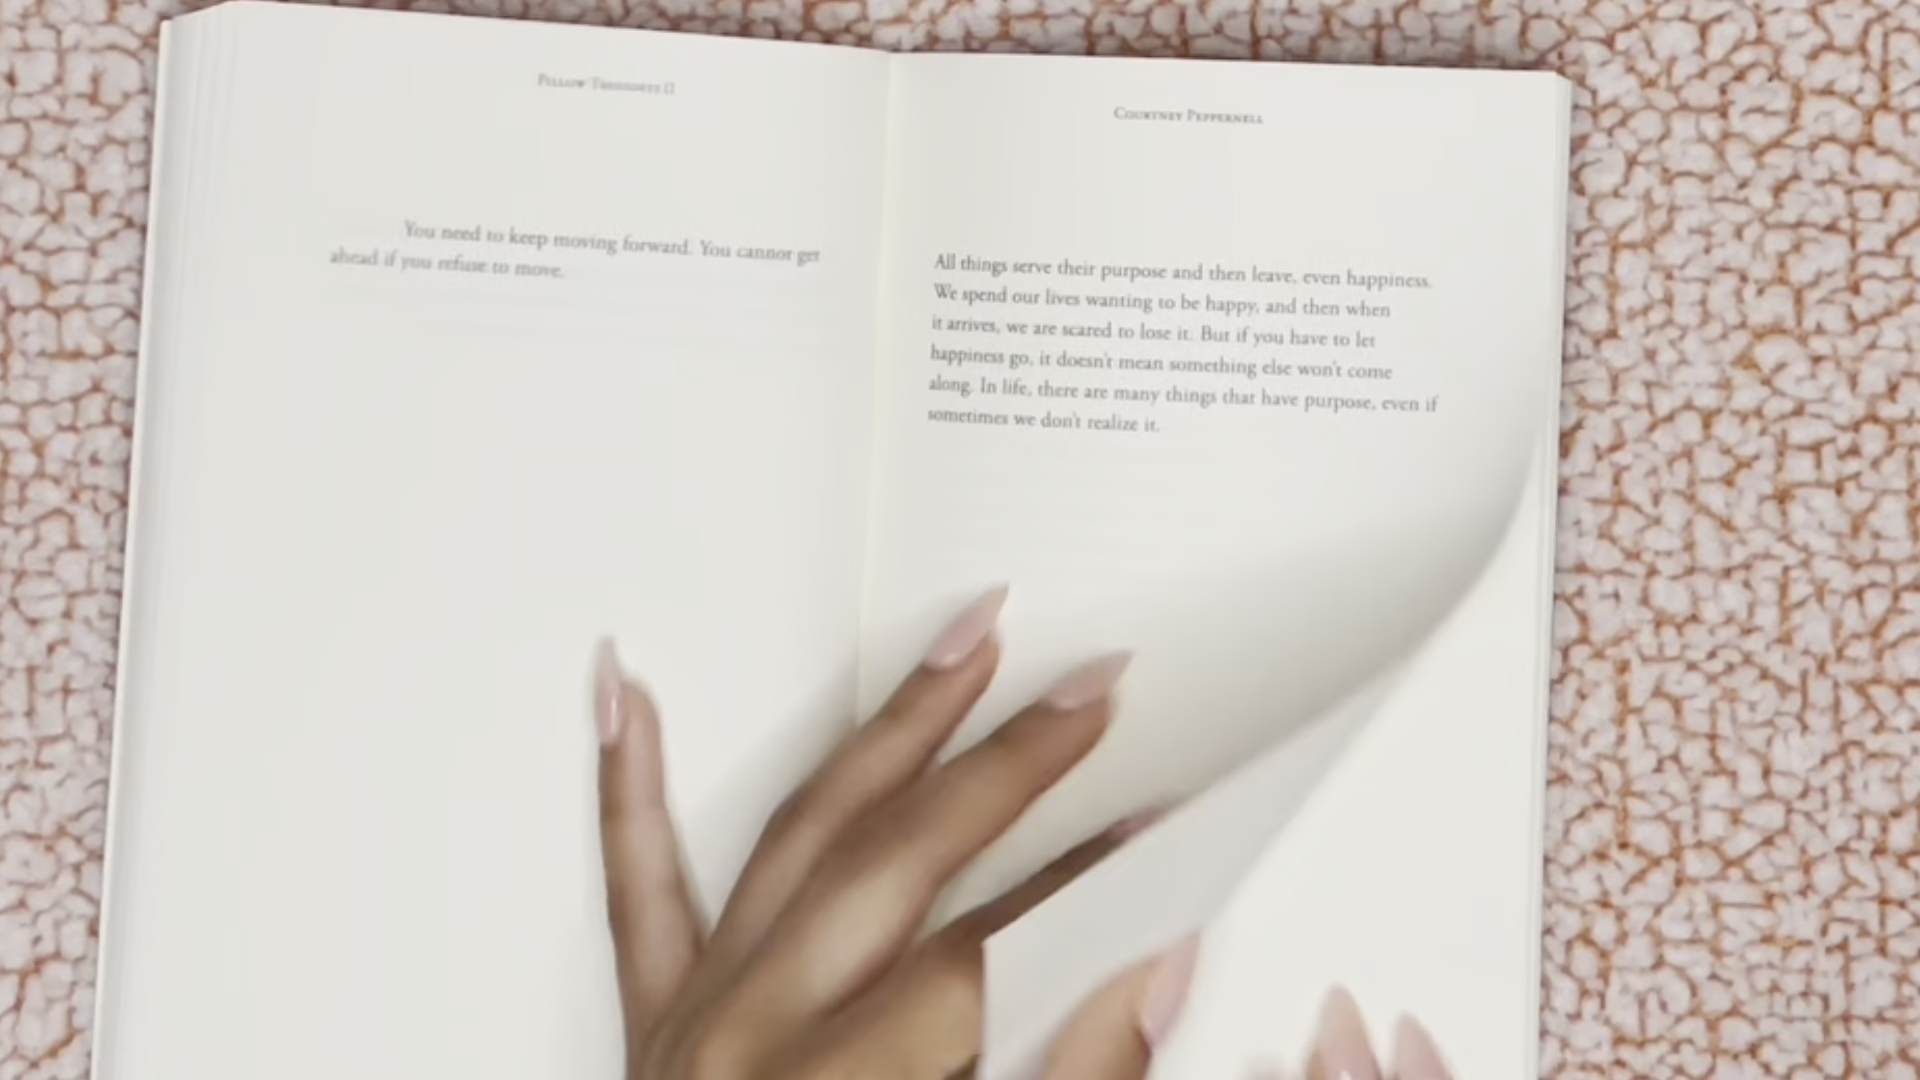 PILLOW THOUGHTS II
You need to keep moving forward. You cannot get
ahead if you refuse to move.
COURTNEY PEPPERNELL
All things serve their purpose and then leave, even happiness.
We spend our lives wanting to be happy, and then when
it arrives, we are scared to lose it. But if you have to let
happiness go, it doesn't mean something else won't come
along. In life, there are many things that have purpose, even if
sometimes we don't realize it.